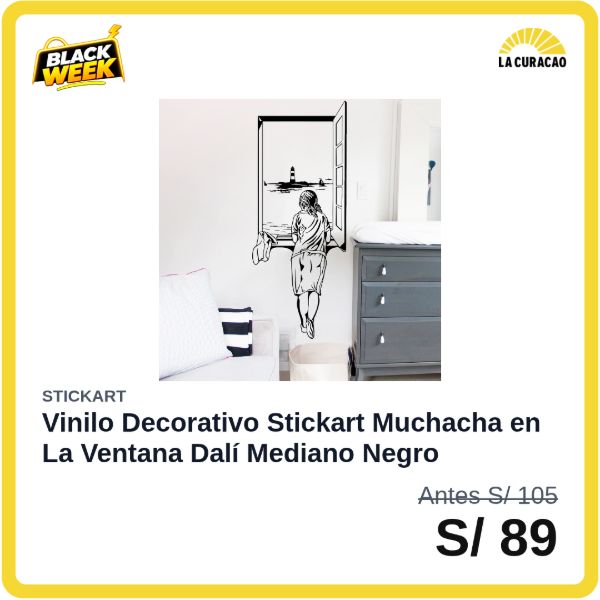 BLACK
WEEK
LA CURACAO
STICKART
Vinilo Decorativo Stickart Muchacha en
La Ventana Dalí Mediano Negro
Antes S/ 105
S/ 89